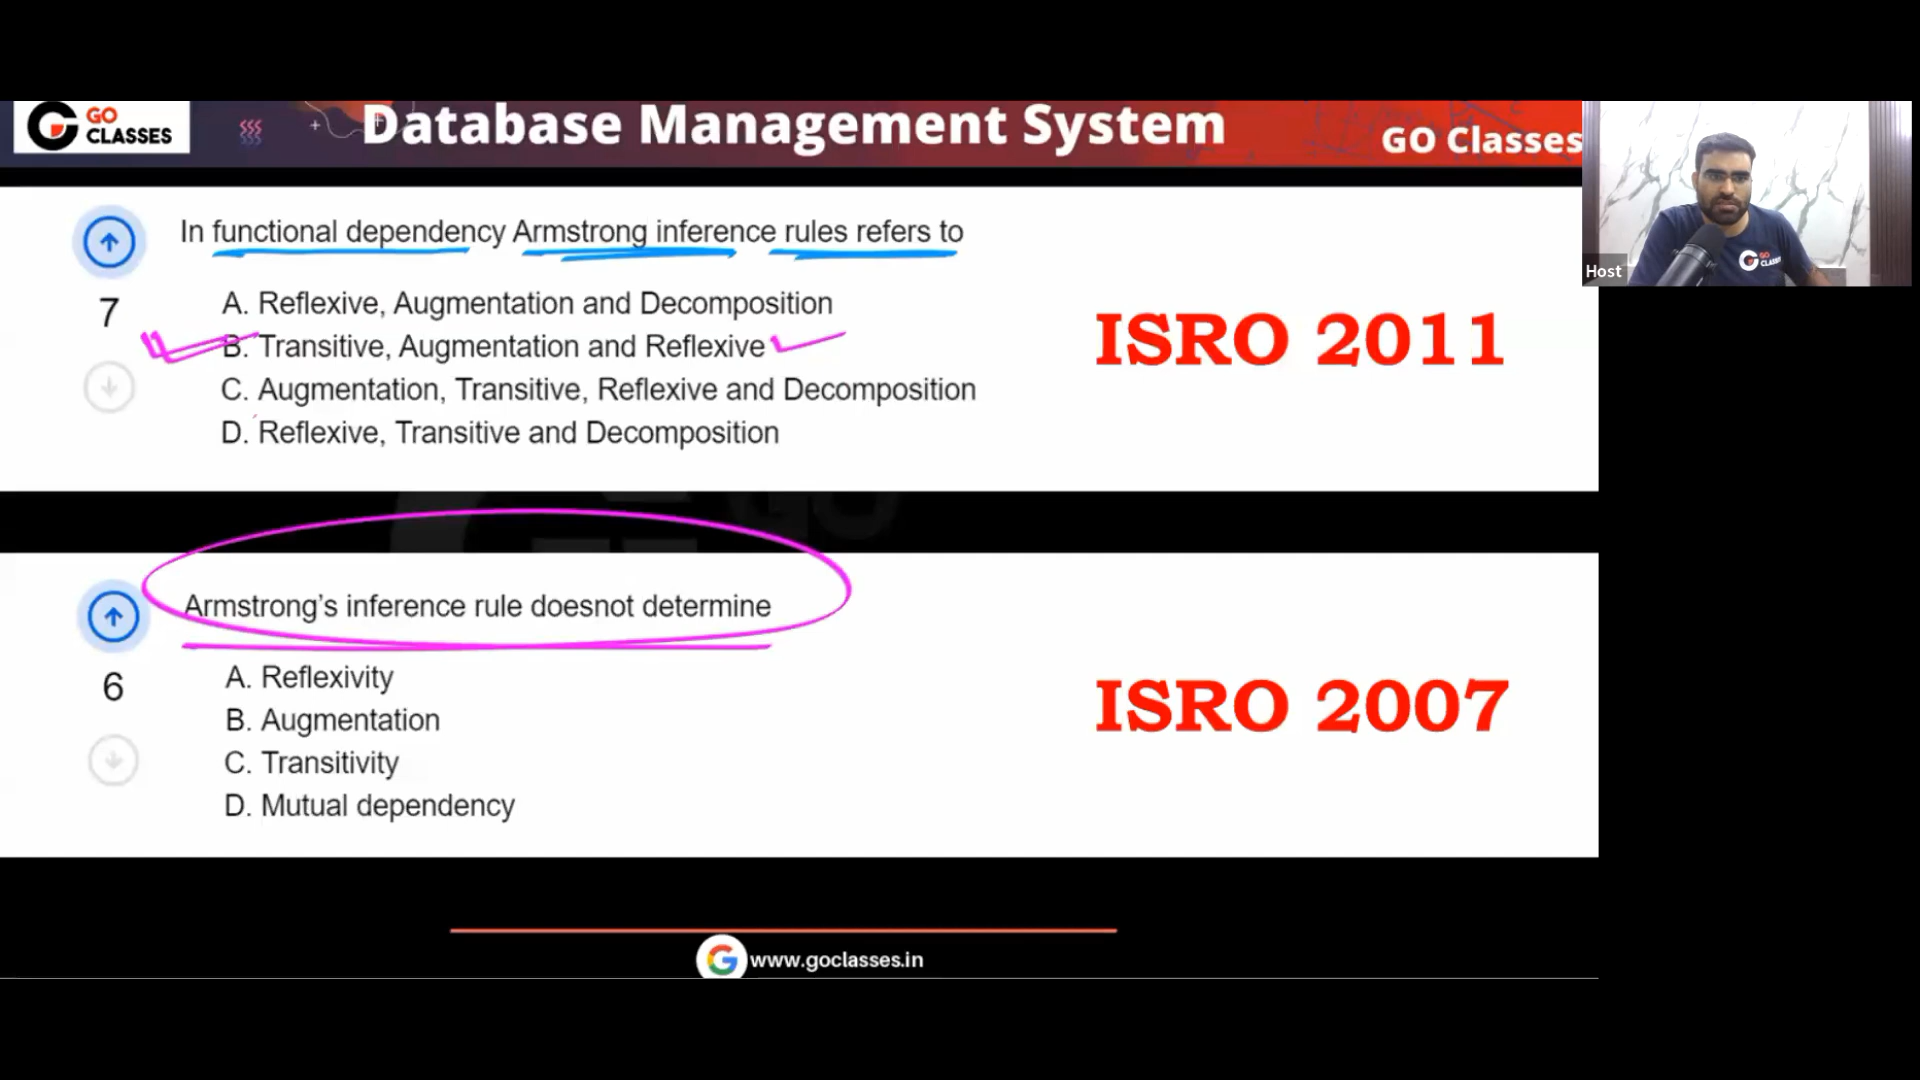 GO
CLASSES
Database Management System
GO Classes
In functional dependency Armstrong inference rules refers to
7
A. Reflexive, Augmentation and Decomposition
B. Transitive, Augmentation and Reflexive
C. Augmentation, Transitive, Reflexive and Decomposition
D. Reflexive, Transitive and Decomposition
ISRO 2011
Host
GO
Armstrong’s inference rule doesnot determine
6
A. Reflexivity
B. Augmentation
C. Transitivity
D. Mutual dependency
ISRO 2007
www.goclasses.in